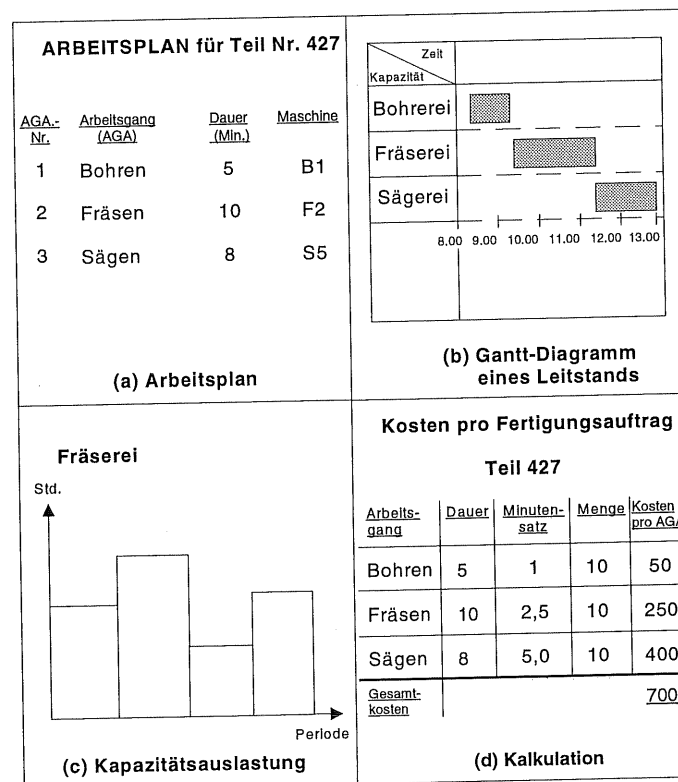 ARBEITSPLAN für Teil Nr. 427
AGA.- Arbeitsgang Dauer Maschine
Nr. (AGA) (Min.)
1 Bohren 5 B1
2 Fräsen 10 F2
3 Sägen 8 S5
(a) Arbeitsplan
Zeit
Kapazität
Bohrerei
Fräserei
Sägerei
8.00 9.00 10.00 11.00 12.00 13.00
(b) Gantt-Diagramm
eines Leitstands
Fräserei
Std.
Periode
(c) Kapazitätsauslastung
Kosten pro Fertigungsauftrag
Teil 427
Arbeits- Dauer Minuten- Menge Kosten
gang satz pro AGA
Bohren 5 1 10 50
Fräsen 10 2,5 10 250
Sägen 8 5,0 10 400
Gesamt- 700
kosten
(d) Kalkulation